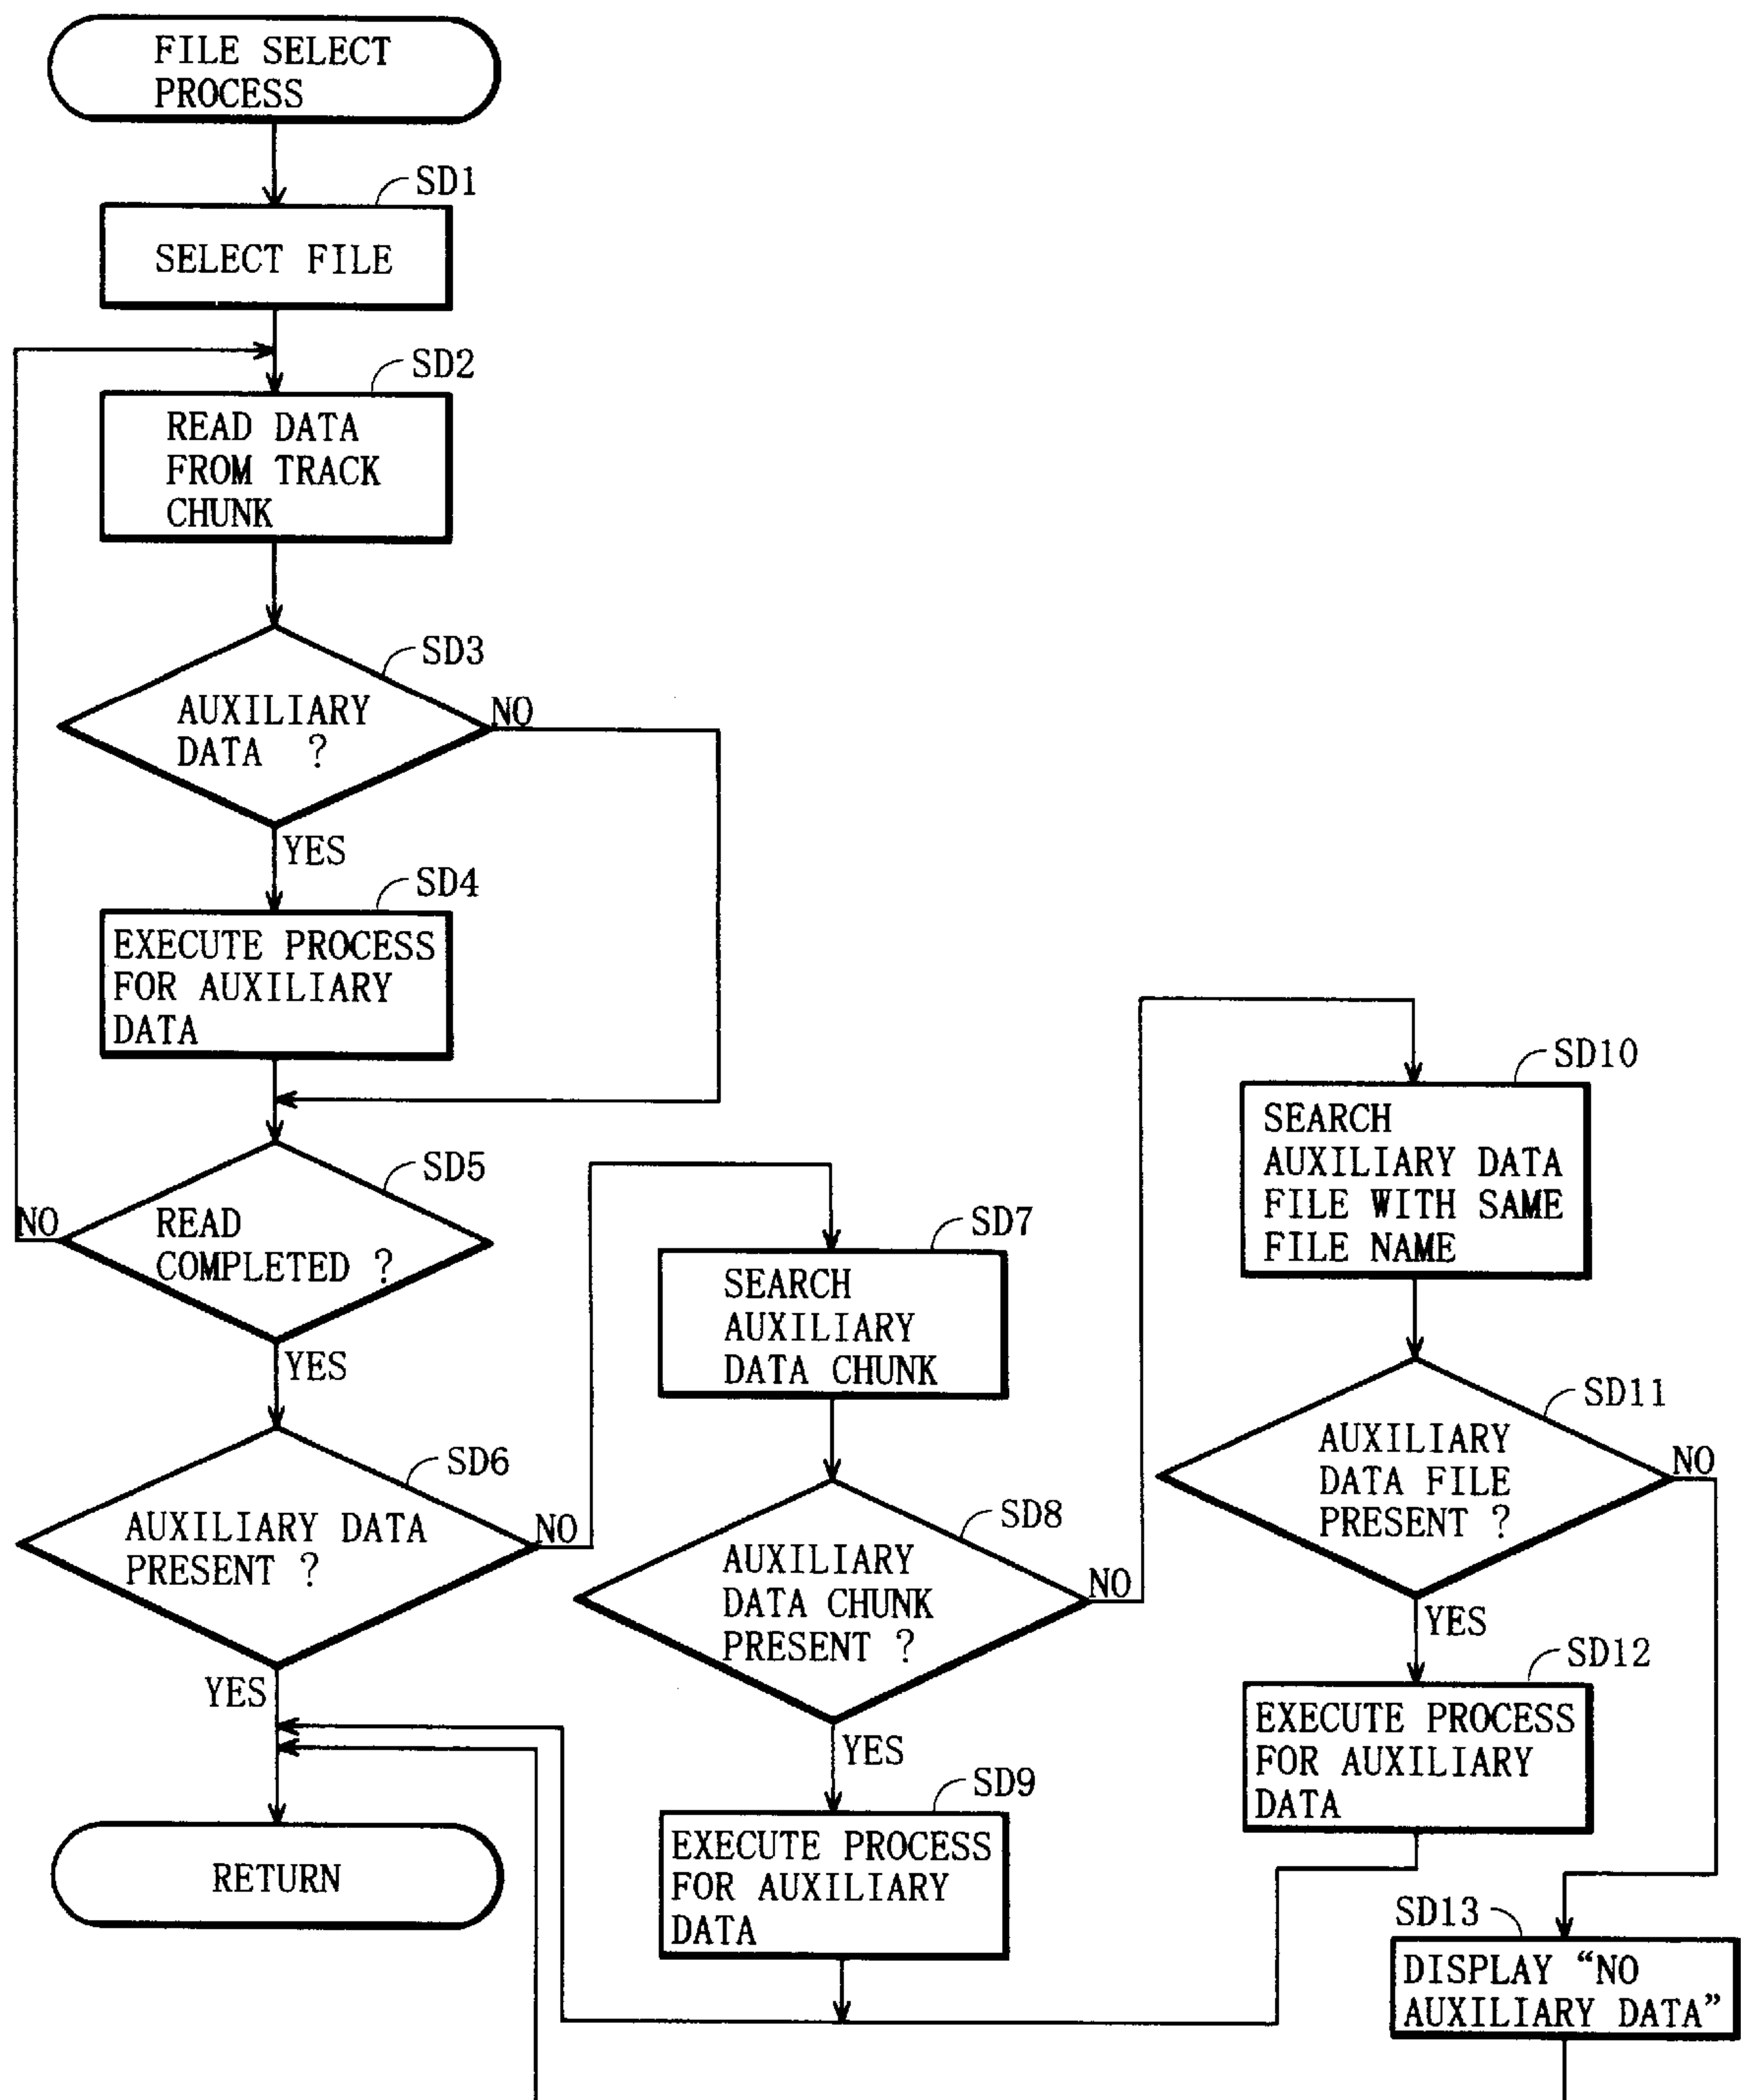 FILE SELECT
PROCESS
SD1
SELECT FILE
SD2
READ DATA
FROM TRACK
CHUNK
SD3
AUXILIARY
DATA ?
NO
YES
SD4
EXECUTE PROCESS
FOR AUXILIARY
DATA
SD5
READ
COMPLETED ?
NO
YES
SD6
AUXILIARY DATA
PRESENT ?
NO
YES
RETURN
SD7
SEARCH
AUXILIARY
DATA CHUNK
SD8
AUXILIARY
DATA CHUNK
PRESENT ?
NO
YES
SD9
EXECUTE PROCESS
FOR AUXILIARY
DATA
SD10
SEARCH
AUXILIARY DATA
FILE WITH SAME
FILE NAME
SD11
AUXILIARY
DATA FILE
PRESENT ?
NO
YES
SD12
EXECUTE PROCESS
FOR AUXILIARY
DATA
SD13
DISPLAY “NO
AUXILIARY DATA”